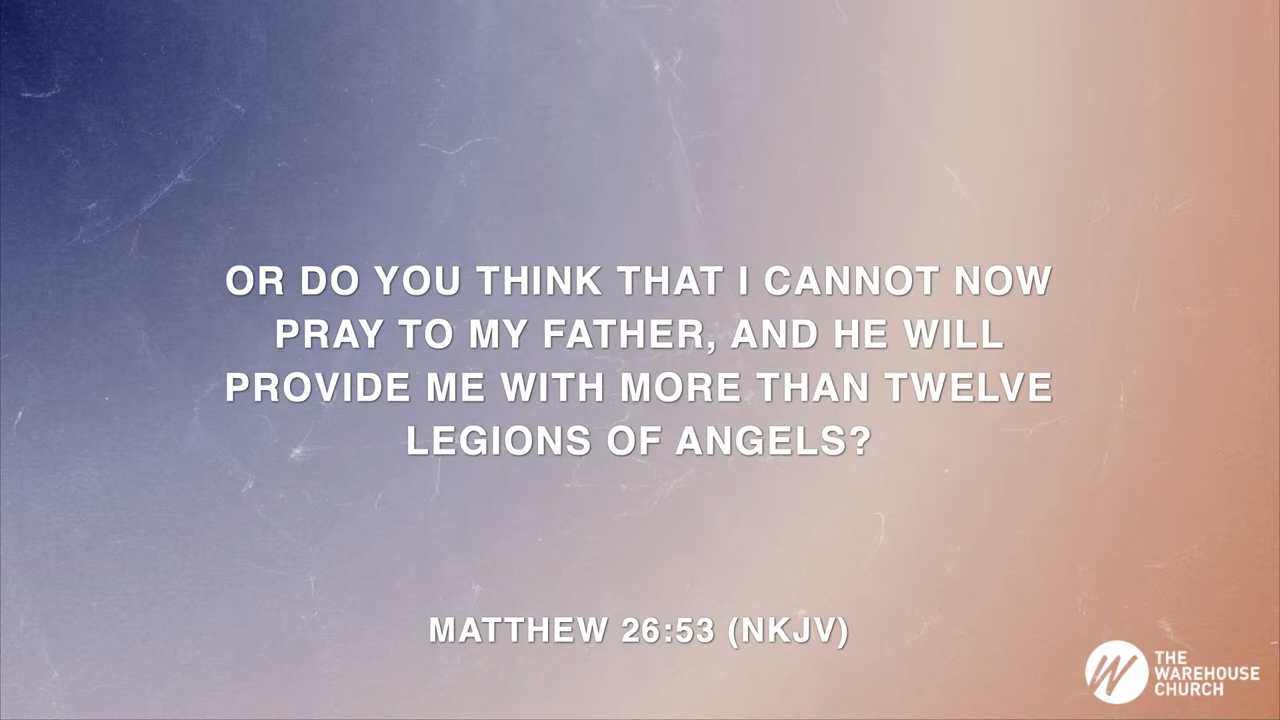 OR DO YOU THINK THAT I CANNOT NOW
PRAY TO MY FATHER, AND HE WILL
PROVIDE ME WITH MORE THAN TWELVE
LEGIONS OF ANGELS?
MATTHEW 26:53 (NKJV)
THE
WAREHOUSE
CHURCH